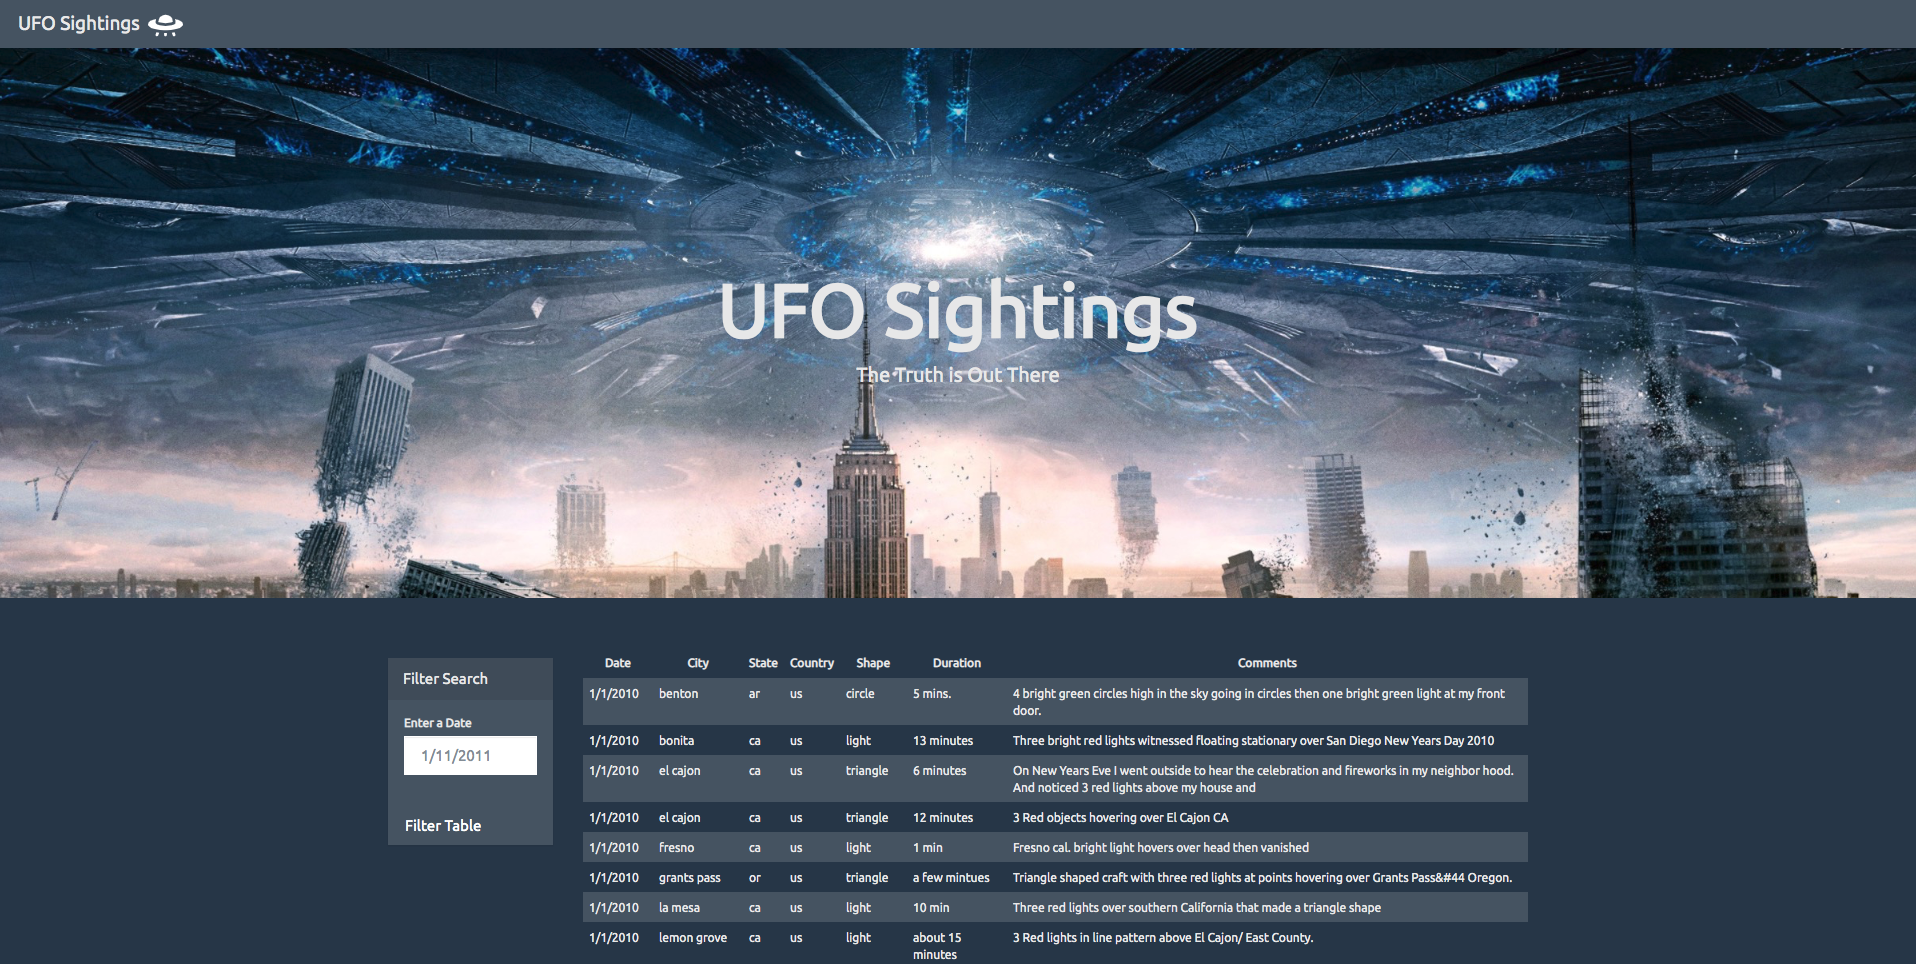 UFO Sightings
UFO Sightings
The Truth is Out There
Filter Search
Enter a Date
1/11/2011
Filter Table
Date City State Country Shape Duration Comments
1/1/2010 benton ar us circle 5 mins. 4 bright green circles high in the sky going in circles then one bright green light at my front
door.
1/1/2010 bonita ca us light 13 minutes Three bright red lights witnessed floating stationary over San Diego New Years Day 2010
1/1/2010 el cajon ca us triangle 6 minutes On New Years Eve I went outside to hear the celebration and fireworks in my neighbor hood.
And noticed 3 red lights above my house and
1/1/2010 el cajon ca us triangle 12 minutes 3 Red objects hovering over El Cajon CA
1/1/2010 fresno ca us light 1 min Fresno cal. bright light hovers over head then vanished
1/1/2010 grants pass or us triangle a few mintues Triangle shaped craft with three red lights at points hovering over Grants Pass&#44 Oregon.
1/1/2010 la mesa ca us light 10 min Three red lights over southern California that made a triangle shape
1/1/2010 lemon grove ca us light about 15 3 Red lights in line pattern above El Cajon/ East County.
minutes